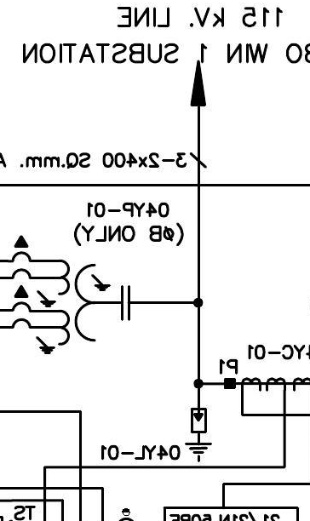 115 kV. LINE
80 WIN 1 SUBSTATION
3-2x400 SQ.mm. A
04YP-01
(ØB ONLY)
4YC-01
P1
04YL-01
TS.
21/21N 50BF